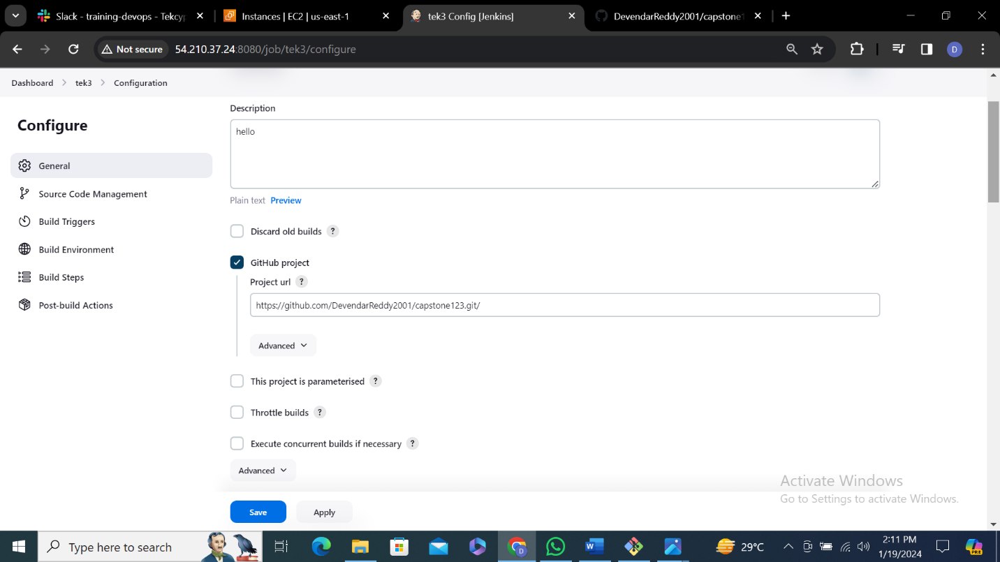 Slack - training-devops - Tekcyp
Instances | EC2 | us-east-1
tek3 Config [Jenkins]
DevendarReddy2001/capstone1
Not secure
54.210.37.24:8080/job/tek3/configure
D
Dashboard
tek3
Configuration
Configure
General
Source Code Management
Build Triggers
Build Environment
Build Steps
Post-build Actions
Description
hello
Plain text Preview
Discard old builds ?
GitHub project
Project url ?
https://github.com/DevendarReddy2001/capstone123.git/
Advanced
This project is parameterised ?
Throttle builds ?
Execute concurrent builds if necessary ?
Advanced
Save
Apply
Activate Windows
Go to Settings to activate Windows.
Type here to search
29°C
2:11 PM
1/19/2024
PRE